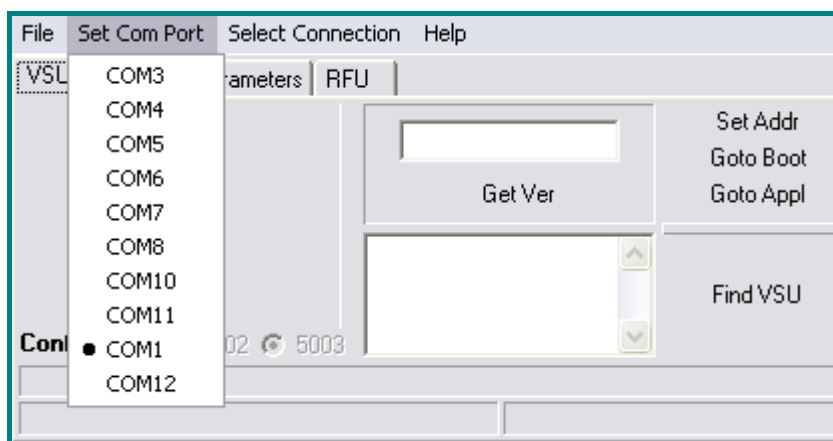 File Set Com Port Select Connection Help
VSU ameters RFU
COM3
COM4
COM5
COM6
COM7
COM8
COM10
COM11
COM1
COM12
Get Ver
Set Addr
Goto Boot
Goto Appl
Find VSU
Con 02 5003